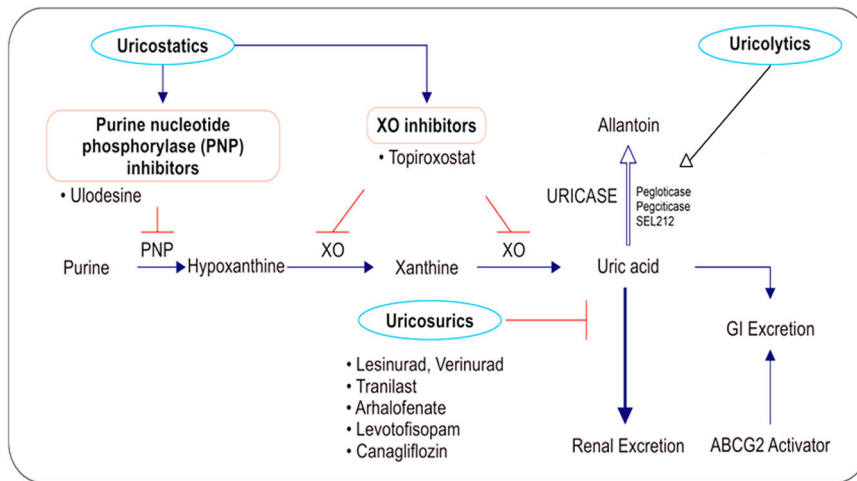 Uricostatics
Uricolytics
Purine nucleotide
phosphorylase (PNP)
inhibitors
• Ulodesine
XO inhibitors
• Topiroxostat
Allantoin
URICASE
Pegloticase
Pegciticase
SEL212
PNP
XO
XO
Purine
Hypoxanthine
Xanthine
Uric acid
Uricosurics
• Lesinurad, Verinurad
• Tranilast
• Arhalofenate
• Levotofisopam
• Canagliflozin
GI Excretion
Renal Excretion
ABCG2 Activator